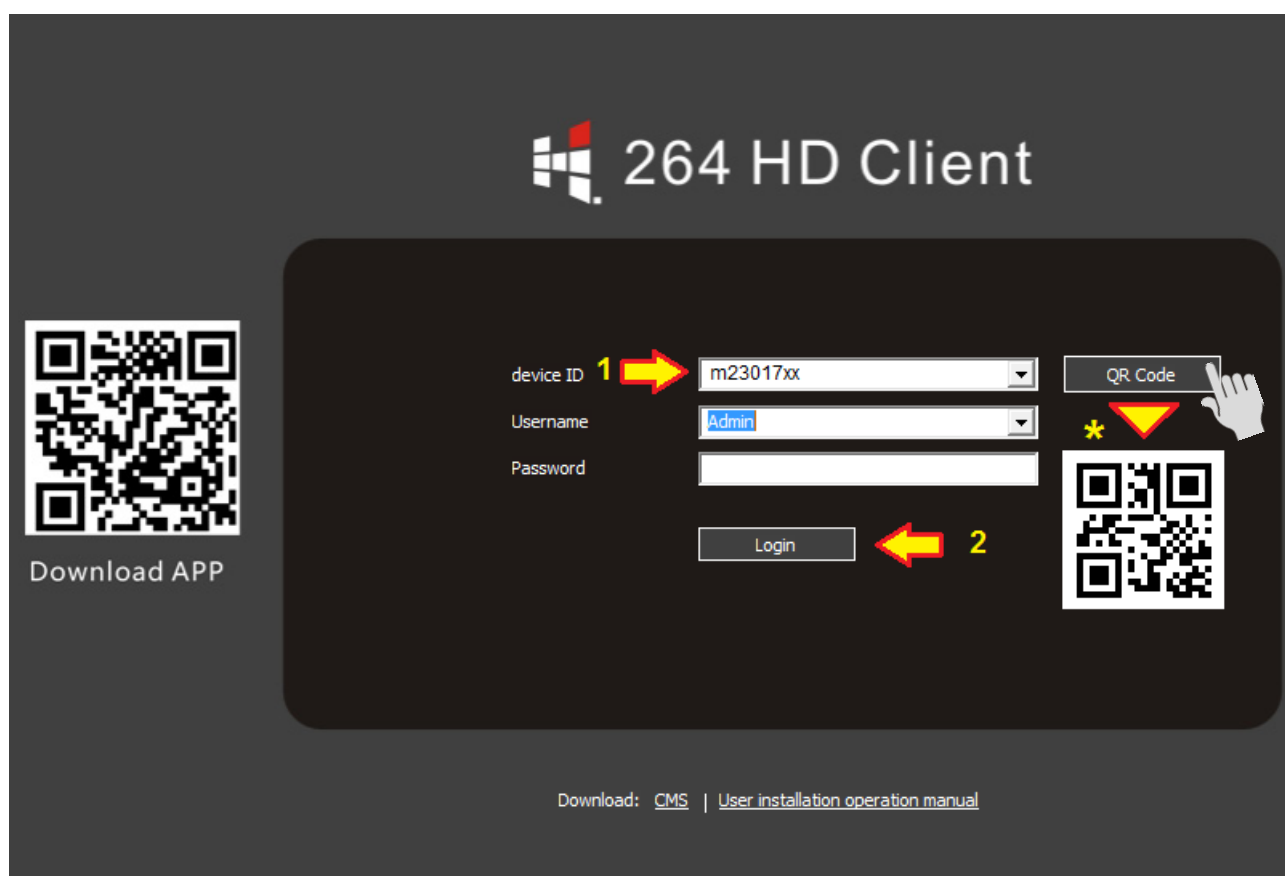 264 HD Client
device ID 1 m23017xx QR Code
Username Admin *
Password
Login 2
Download APP
Download: CMS | User installation operation manual